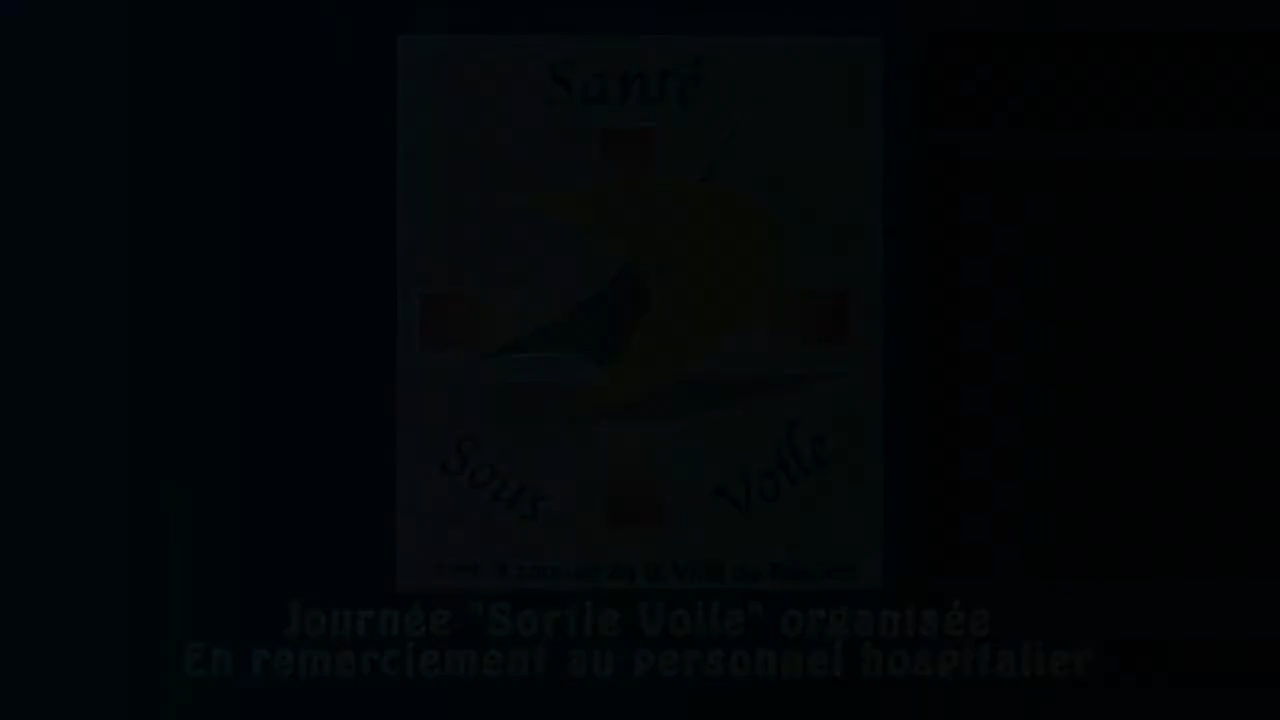 Santé
Sous
Voile
Journée "Sortie Voile" organisée
En remerciement au personnel hospitalier